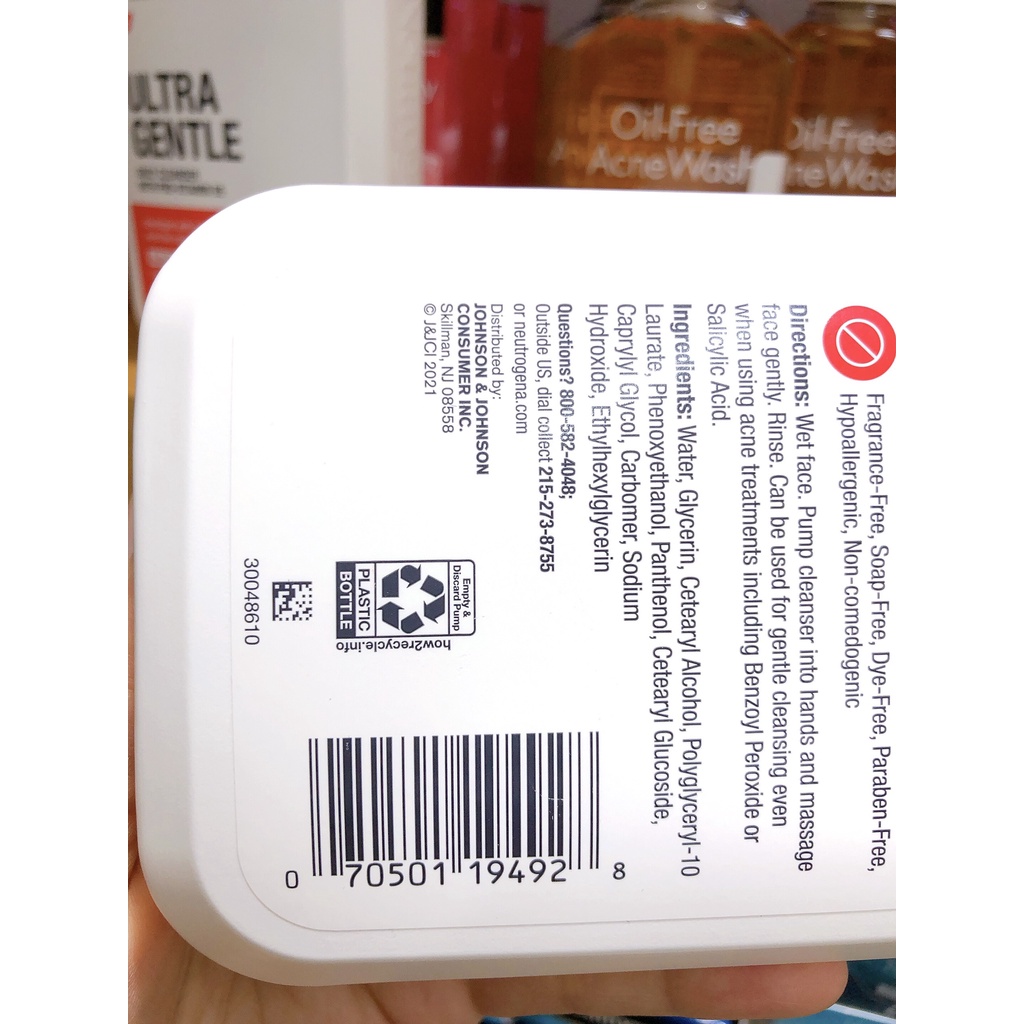 ULTRA
GENTLE
Oil-Free
Acne Wash
Oil-Free
Acne Wash
Fragrance-Free, Soap-Free, Dye-Free, Paraben-Free,
Hypoallergenic, Non-comedogenic
Directions: Wet face. Pump cleanser into hands and massage
face gently. Rinse. Can be used for gentle cleansing even
when using acne treatments including Benzoyl Peroxide or
Salicylic Acid.
Ingredients: Water, Glycerin, Cetearyl Alcohol, Polyglyceryl-10
Laurate, Phenoxyethanol, Panthenol, Cetearyl Glucoside,
Caprylyl Glycol, Carbomer, Sodium
Hydroxide, Ethylhexylglycerin
Questions? 800-582-4048;
Outside US, dial collect 215-273-8755
or neutrogena.com
Distributed by:
JOHNSON & JOHNSON
CONSUMER INC.
Skillman, NJ 08558
© J&JCI 2021
Empty &
Discard Pump
PLASTIC
BOTTLE
how2recycle.info
30048610
0 70501 19492 8